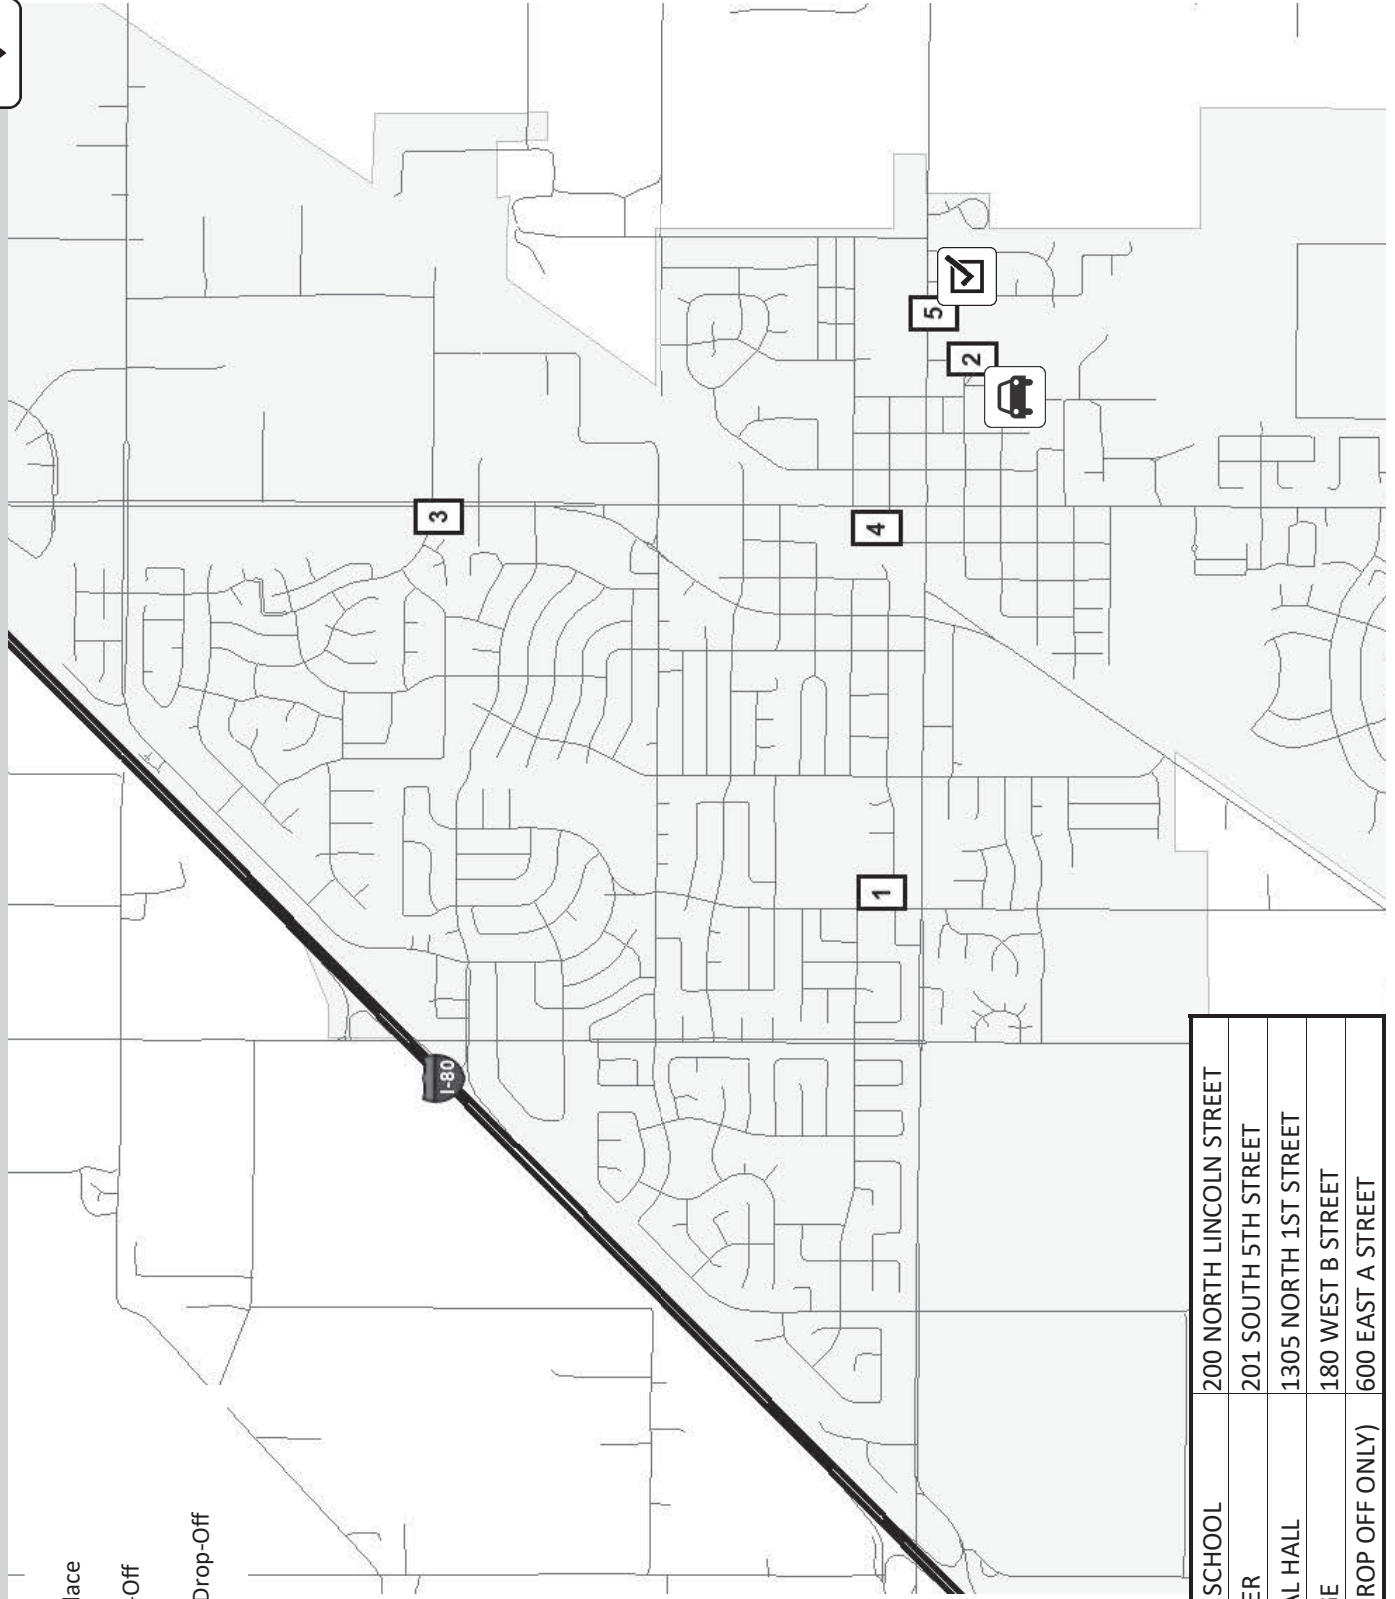 lace
-Off
Drop-Off
3
4
5
2
1
I-80
SCHOOL 200 NORTH LINCOLN STREET
ER 201 SOUTH 5TH STREET
AL HALL 1305 NORTH 1ST STREET
GE 180 WEST B STREET
ROP OFF ONLY) 600 EAST A STREET